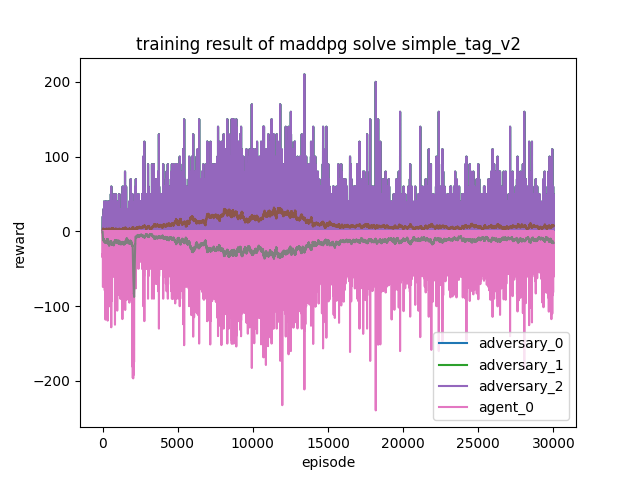 training result of maddpg solve simple_tag_v2
200
100
0
−100
−200
reward
adversary_0
adversary_1
adversary_2
agent_0
0 5000 10000 15000 20000 25000 30000
episode